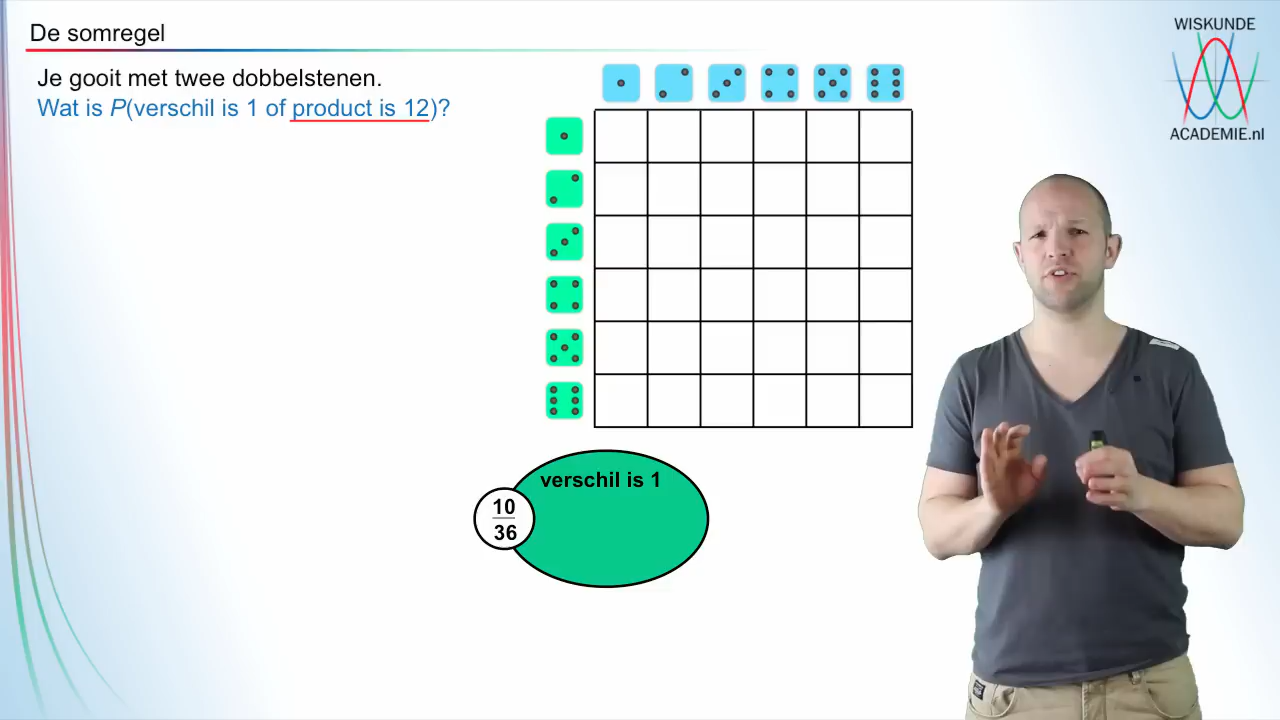 De somregel
Je gooit met twee dobbelstenen.
Wat is P(verschil is 1 of product is 12)?
WISKUNDE
ACADEMIE.nl
verschil is 1
10
36